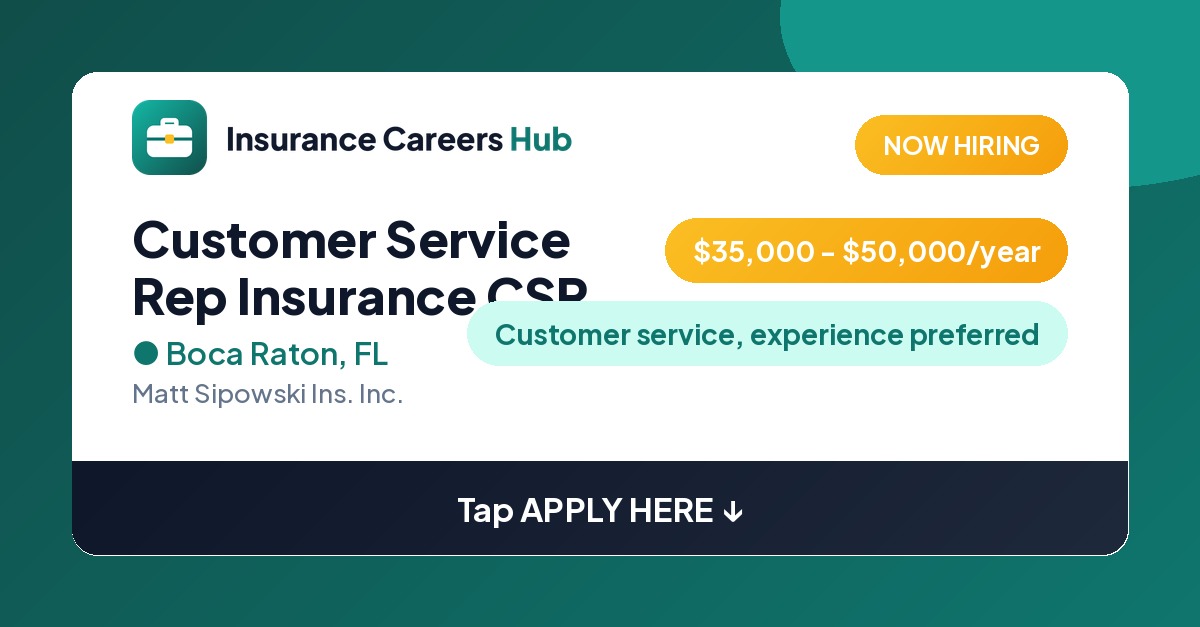 Insurance Careers Hub
NOW HIRING
Customer Service
Rep Insurance CSR
$35,000 – $50,000/year
Customer service, experience preferred
Boca Raton, FL
Matt Sipowski Ins. Inc.
Tap APPLY HERE ↓